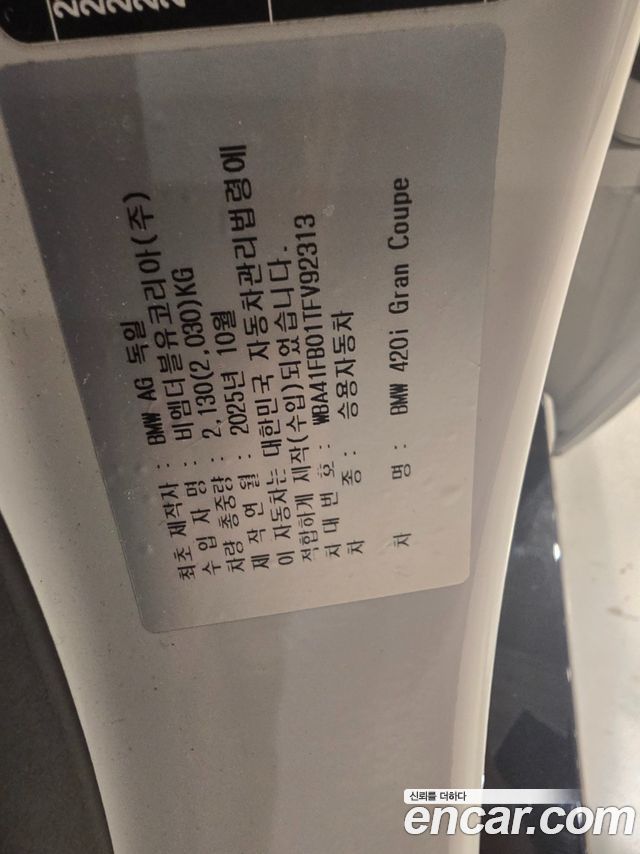 최초 제작사 : BMW AG 독일
수 입 자 명 : 비엠더블유코리아(주)
차량 총중량 : 2,130(2,030)KG
제 작 연 월 : 2025년 10월
이 자동차는 대한민국 자동차관리법령에
적합하게 제작(수입)되었습니다.
차 대 번 호 : WBA41FB01TFV92313
차 종 : 승용자동차
차 명 : BMW 420i Gran Coupe
신뢰를 더하다
encar.com